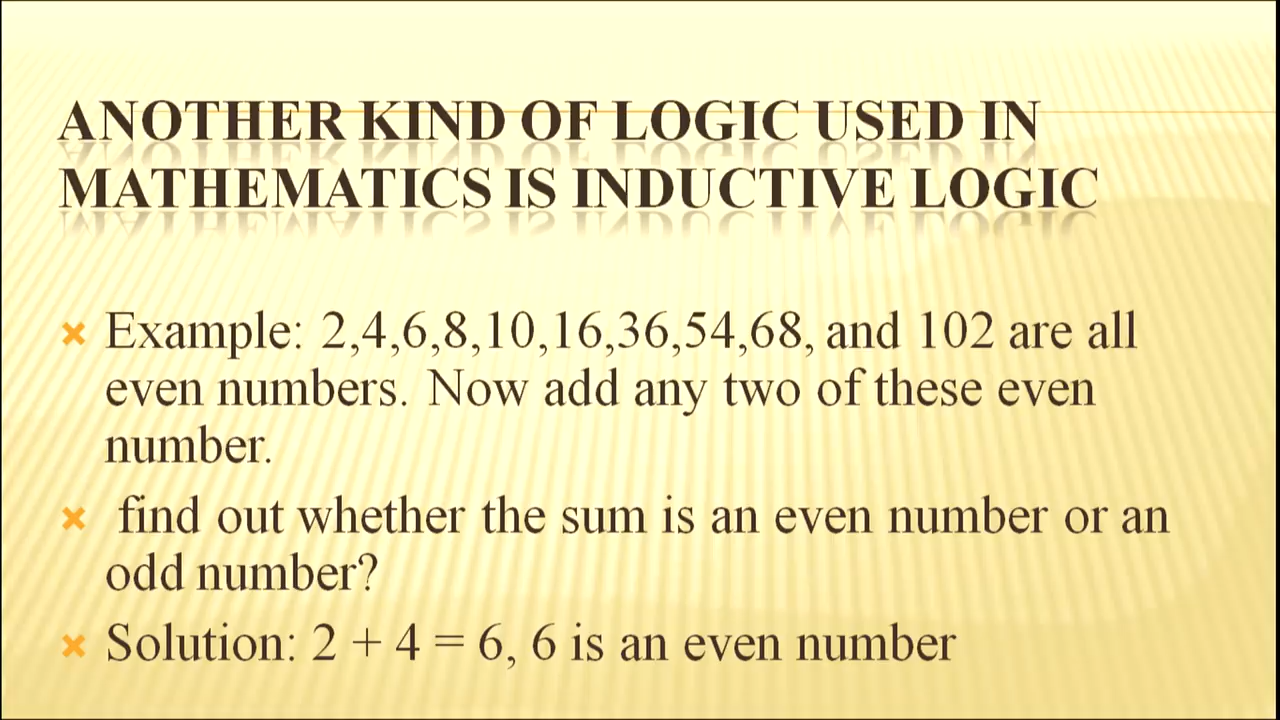 ANOTHER KIND OF LOGIC USED IN
MATHEMATICS IS INDUCTIVE LOGIC
Example: 2,4,6,8,10,16,36,54,68, and 102 are all
even numbers. Now add any two of these even
number.
find out whether the sum is an even number or an
odd number?
Solution: 2 + 4 = 6, 6 is an even number